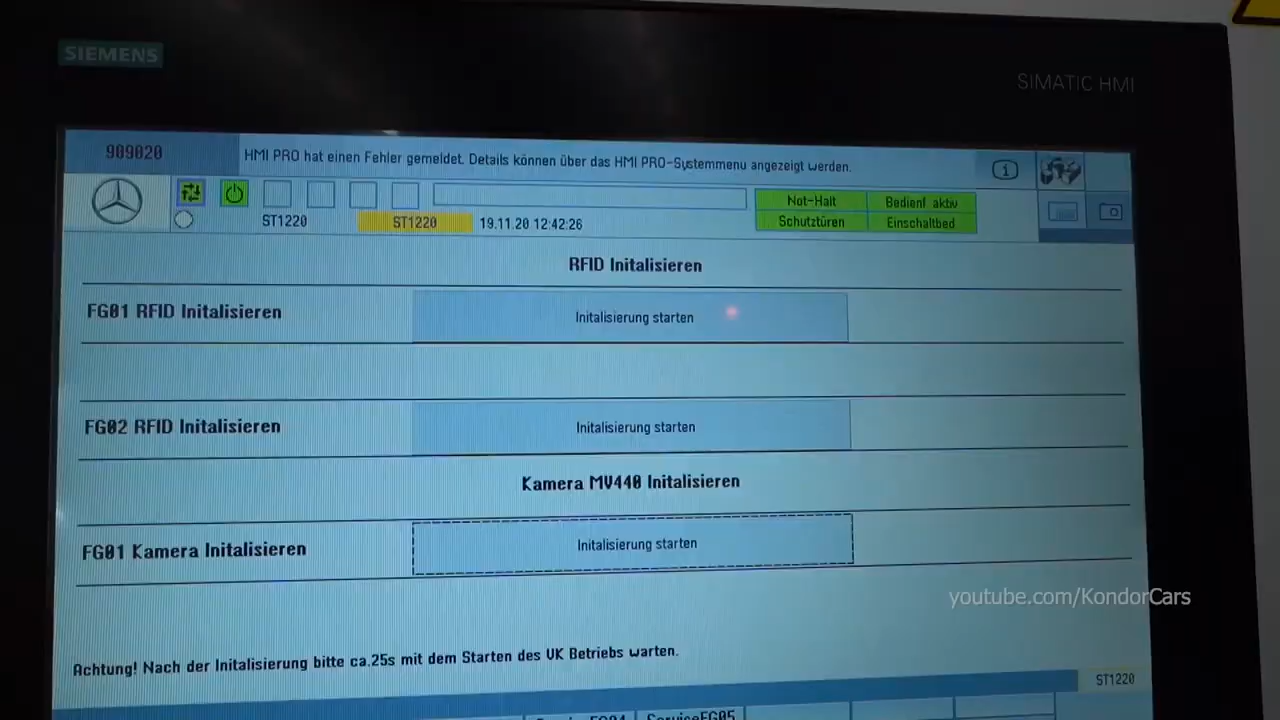 SIEMENS
SIMATIC HMI
909020 HMI PRO hat einen Fehler gemeldet. Details können über das HMI PRO-Systemmenu angezeigt werden.
Not-Halt Bedienf aktiv
ST1220 ST1220 19.11.20 12:42:26 Schutztüren Einschaltbed
RFID Initalisieren
FG01 RFID Initalisieren Initalisierung starten
FG02 RFID Initalisieren Initalisierung starten
Kamera MV440 Initalisieren
FG01 Kamera Initalisieren Initalisierung starten
youtube.com/KondorCars
Achtung! Nach der Initalisierung bitte ca.25s mit dem Starten des VK Betriebs warten.
ST1220
ServiceFG05